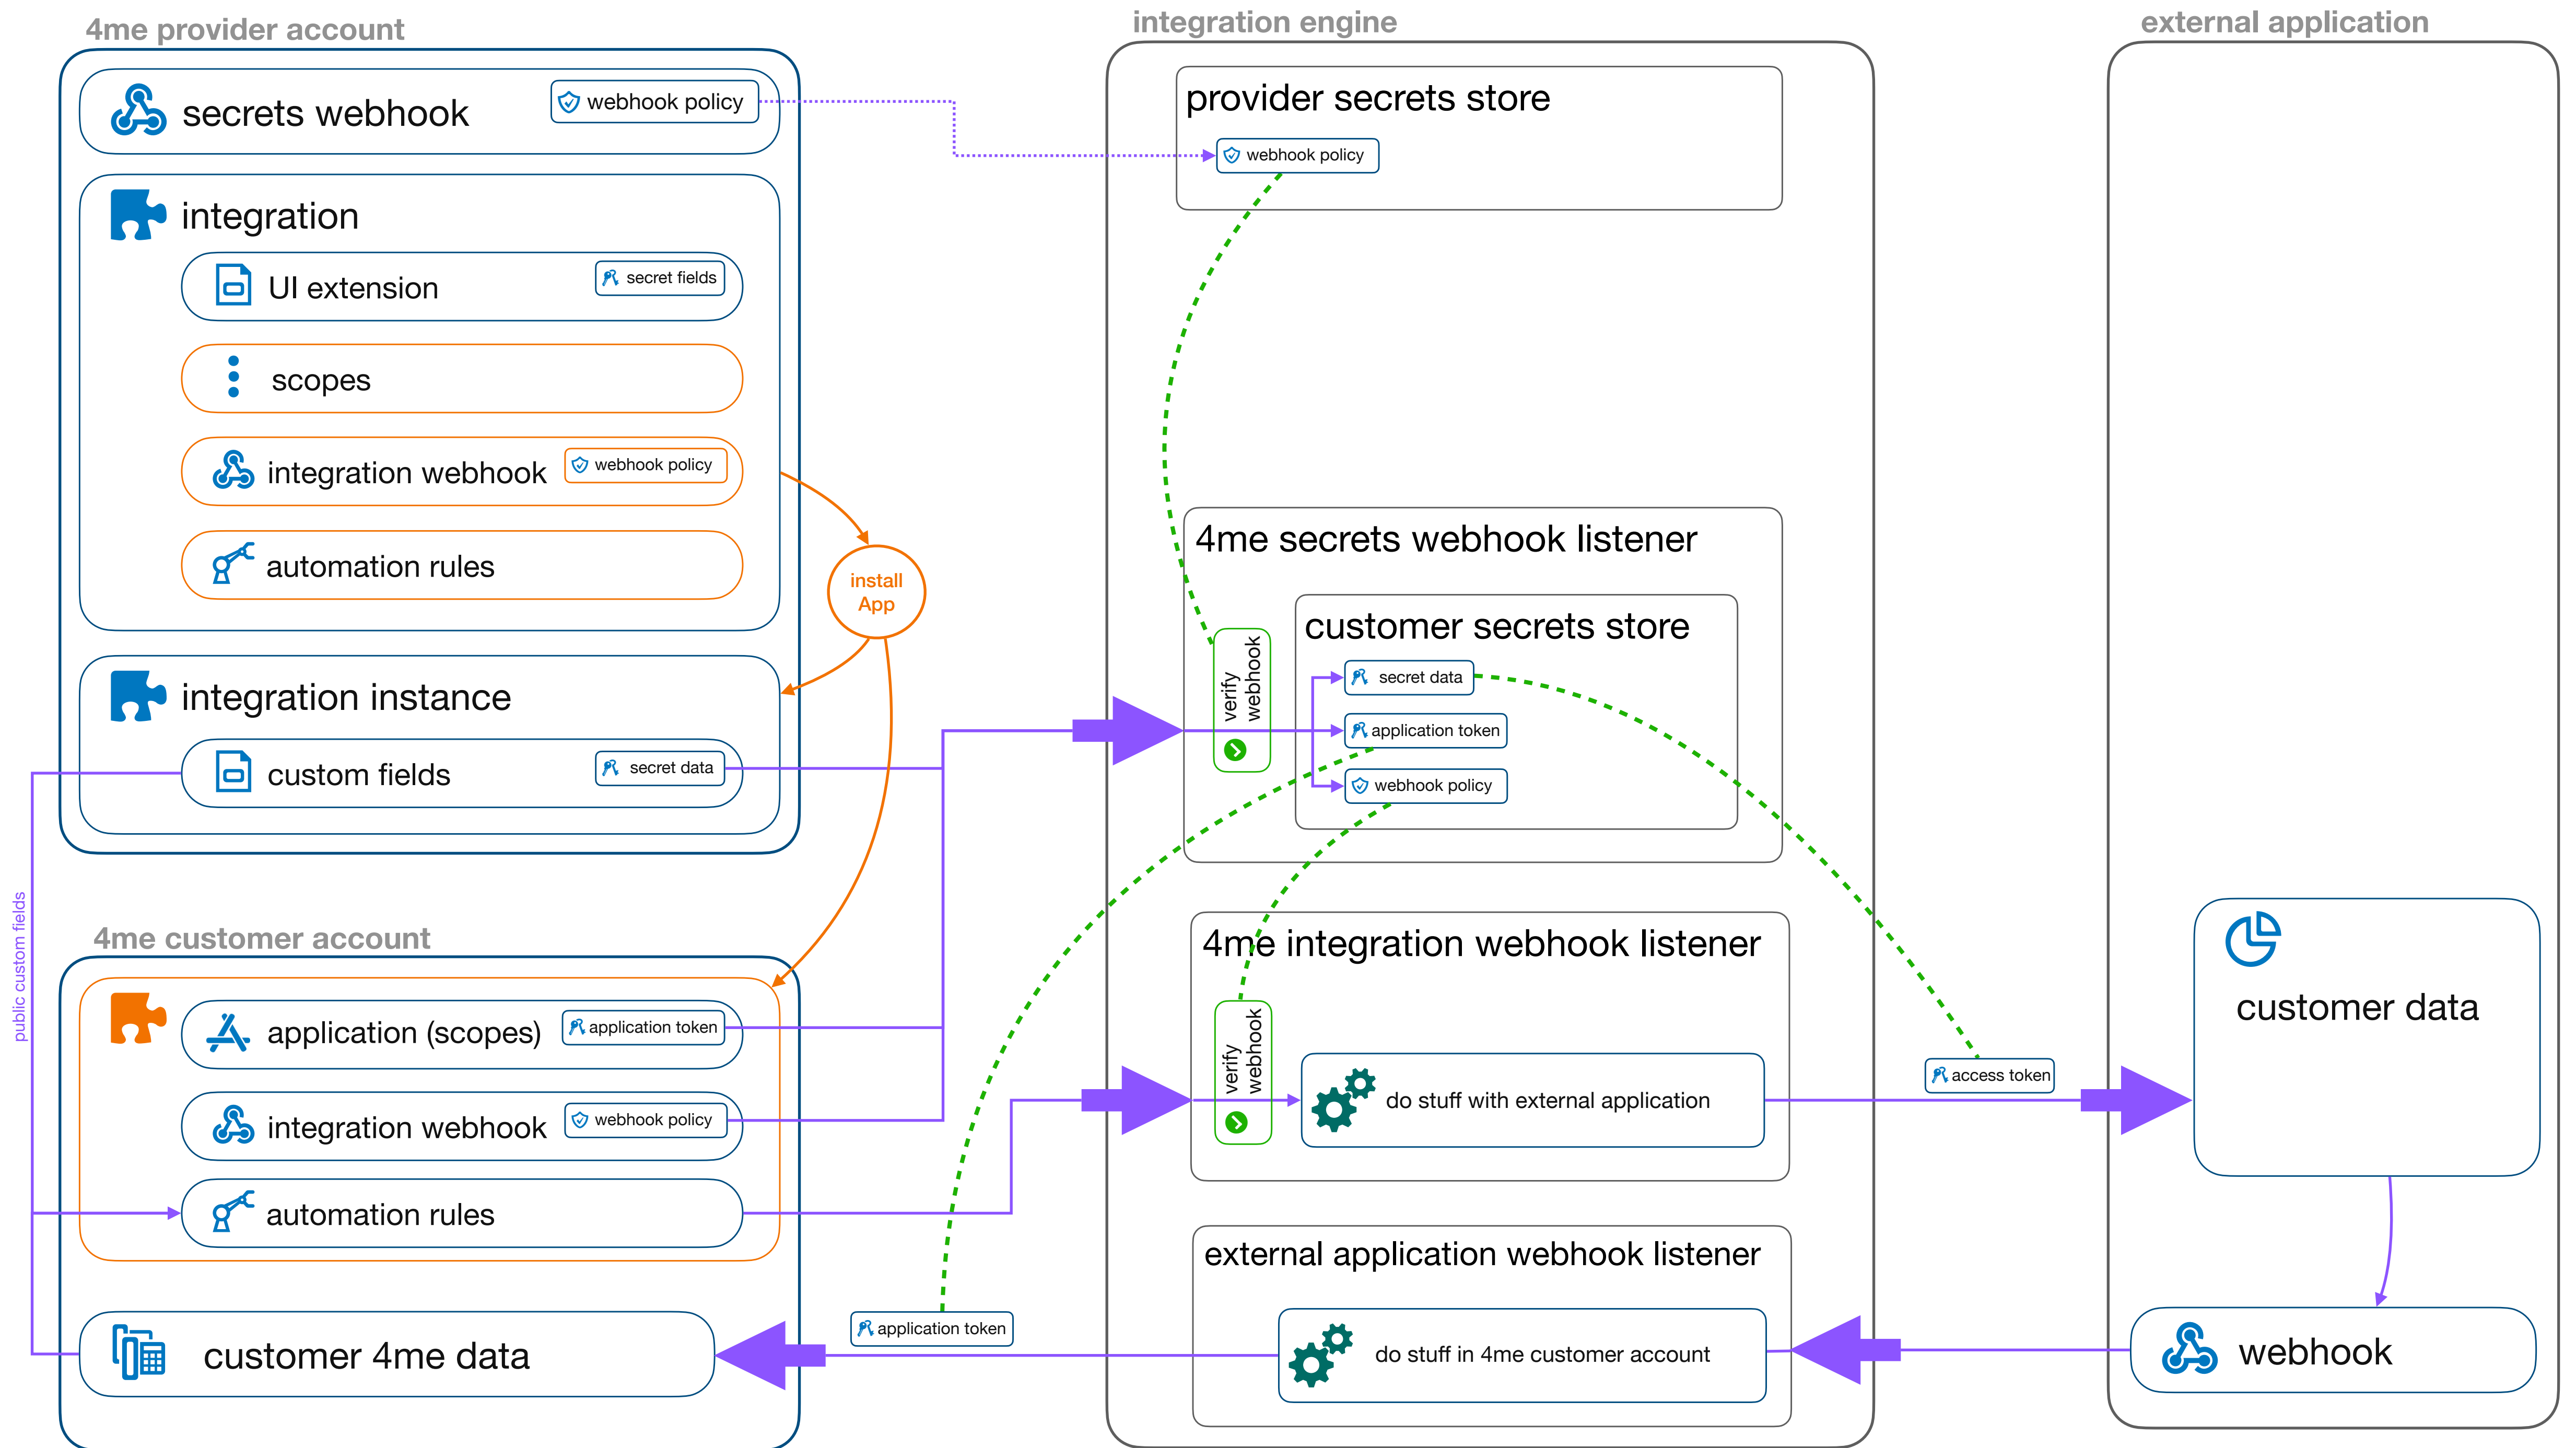 4me provider account
secrets webhook
webhook policy
integration
UI extension
secret fields
scopes
integration webhook
webhook policy
automation rules
install
App
integration instance
custom fields
secret data
public custom fields
4me customer account
application (scopes)
application token
integration webhook
webhook policy
automation rules
customer 4me data
application token
integration engine
provider secrets store
webhook policy
4me secrets webhook listener
verify
webhook
customer secrets store
secret data
application token
webhook policy
4me integration webhook listener
verify
webhook
do stuff with external application
external application webhook listener
do stuff in 4me customer account
access token
external application
customer data
webhook